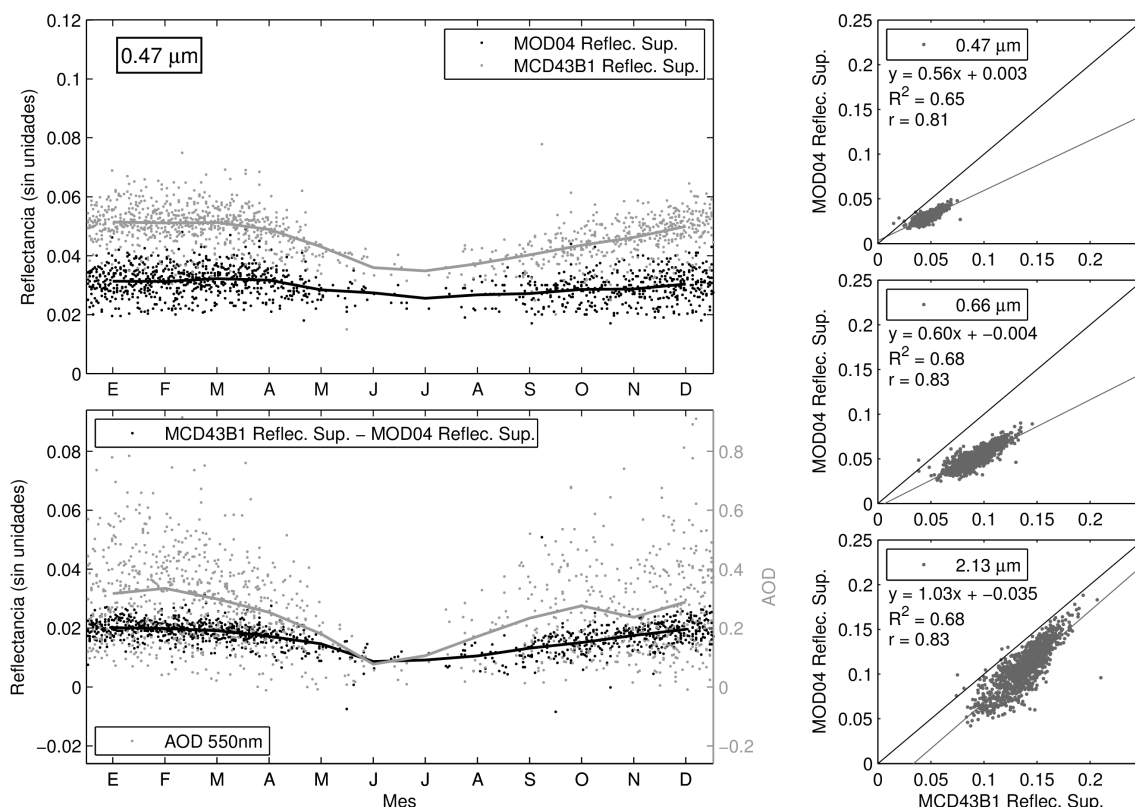 0.47 μm
MOD04 Reflec. Sup.
MCD43B1 Reflec. Sup.
Reflectancia (sin unidades)
0.12
0.1
0.08
0.06
0.04
0.02
0
E F M A M J J A S O N D
MCD43B1 Reflec. Sup. − MOD04 Reflec. Sup.
Reflectancia (sin unidades)
0.08
0.06
0.04
0.02
0
−0.02
0.8
0.6
0.4
0.2
0
−0.2
AOD
AOD 550nm
E F M A M J J A S O N D
Mes
0.47 μm
y = 0.56x + 0.003
R² = 0.65
r = 0.81
MOD04 Reflec. Sup.
0.25
0.2
0.15
0.1
0.05
0
0 0.05 0.1 0.15 0.2
0.66 μm
y = 0.60x + −0.004
R² = 0.68
r = 0.83
MOD04 Reflec. Sup.
0.25
0.2
0.15
0.1
0.05
0
0 0.05 0.1 0.15 0.2
2.13 μm
y = 1.03x + −0.035
R² = 0.68
r = 0.83
MOD04 Reflec. Sup.
0.25
0.2
0.15
0.1
0.05
0
0 0.05 0.1 0.15 0.2
MCD43B1 Reflec. Sup.